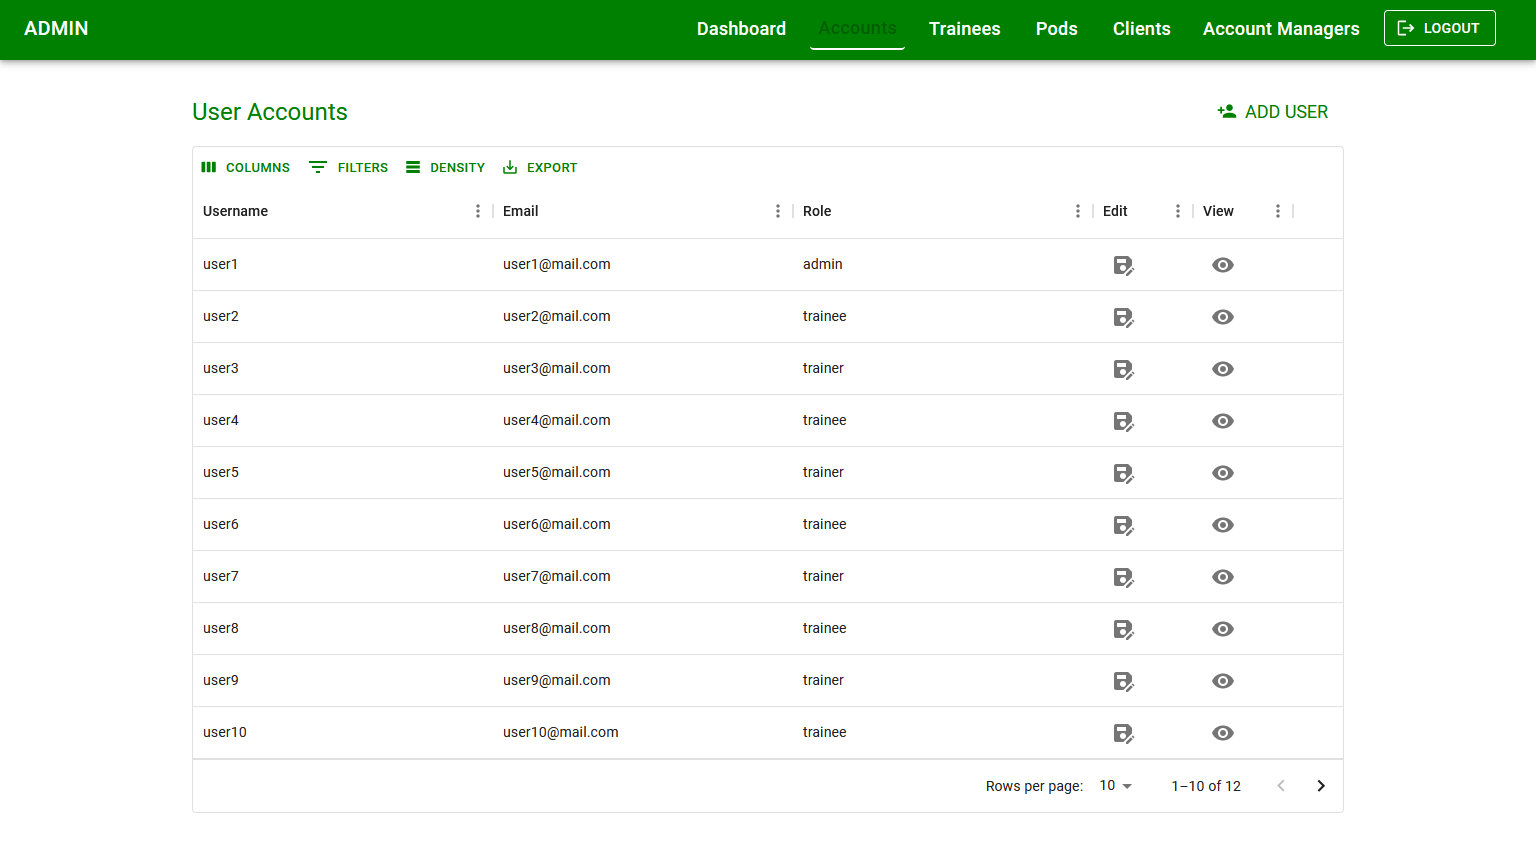 ADMIN Dashboard Accounts Trainees Pods Clients Account Managers LOGOUT
User Accounts ADD USER
COLUMNS FILTERS DENSITY EXPORT
Username Email Role Edit View
user1 user1@mail.com admin
user2 user2@mail.com trainee
user3 user3@mail.com trainer
user4 user4@mail.com trainee
user5 user5@mail.com trainer
user6 user6@mail.com trainee
user7 user7@mail.com trainer
user8 user8@mail.com trainee
user9 user9@mail.com trainer
user10 user10@mail.com trainee
Rows per page: 10 1–10 of 12